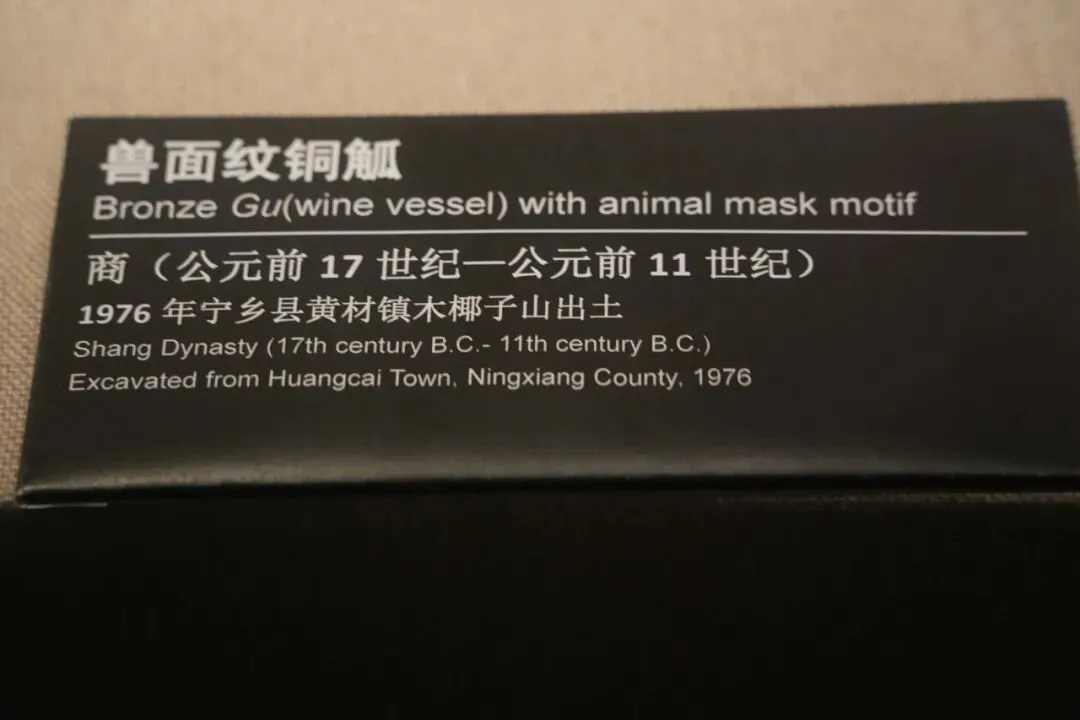 兽面纹铜觚
Bronze Gu(wine vessel) with animal mask motif
商（公元前 17 世纪—公元前 11 世纪）
1976 年宁乡县黄材镇木椰子山出土
Shang Dynasty (17th century B.C.- 11th century B.C.)
Excavated from Huangcai Town, Ningxiang County, 1976